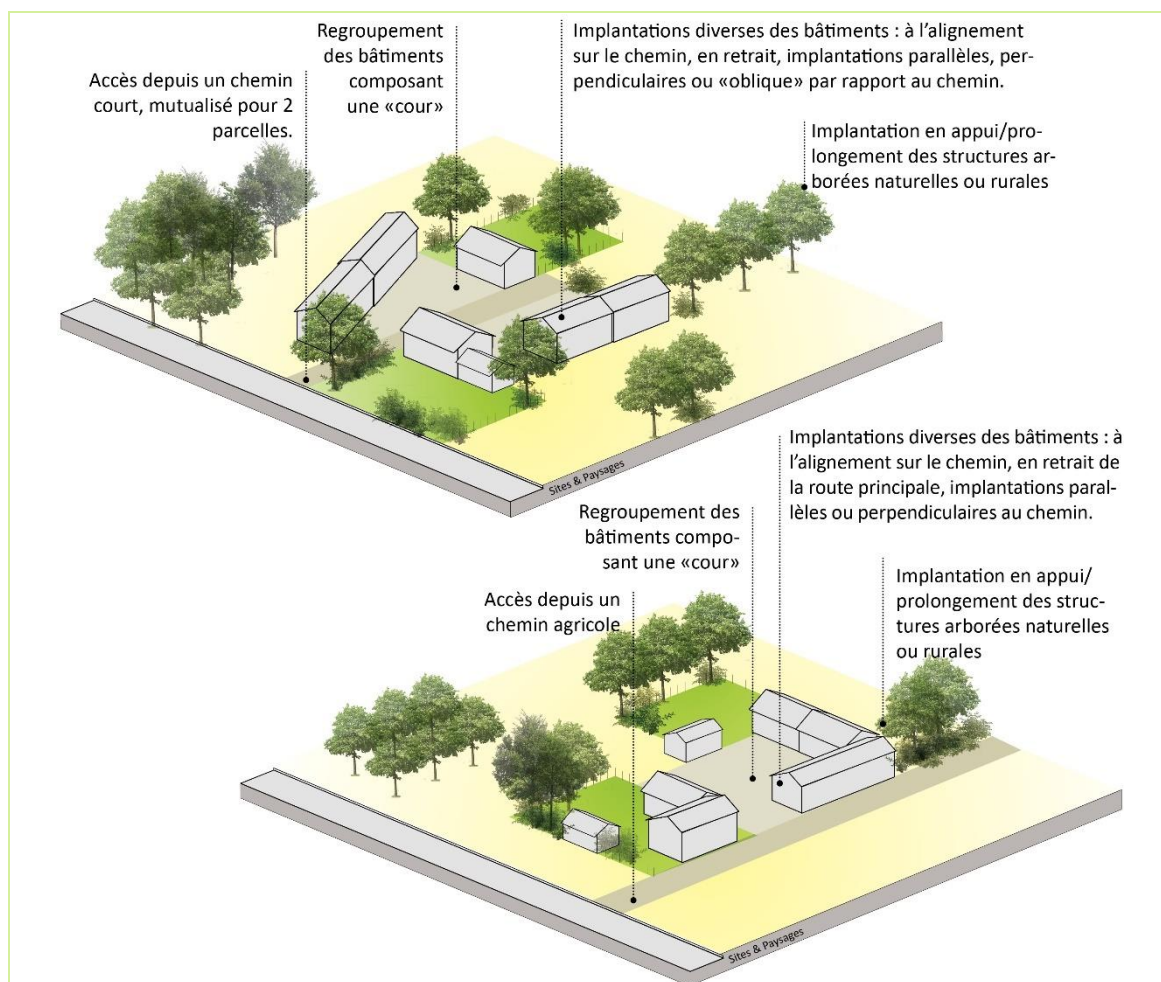 Accès depuis un chemin
court, mutualisé pour 2
parcelles.
Regroupement
des bâtiments
composant
une «cour»
Implantations diverses des bâtiments : à l’alignement
sur le chemin, en retrait, implantations parallèles, per-
pendiculaires ou «oblique» par rapport au chemin.
Implantation en appui/pro-
longement des structures ar-
borées naturelles ou rurales
Sites & Paysages
Implantations diverses des bâtiments : à
l’alignement sur le chemin, en retrait de
la route principale, implantations paral-
lèles ou perpendiculaires au chemin.
Regroupement des
bâtiments compo-
sant une «cour»
Accès depuis un
chemin agricole
Implantation en appui/
prolongement des struc-
tures arborées naturelles
ou rurales
Sites & Paysages